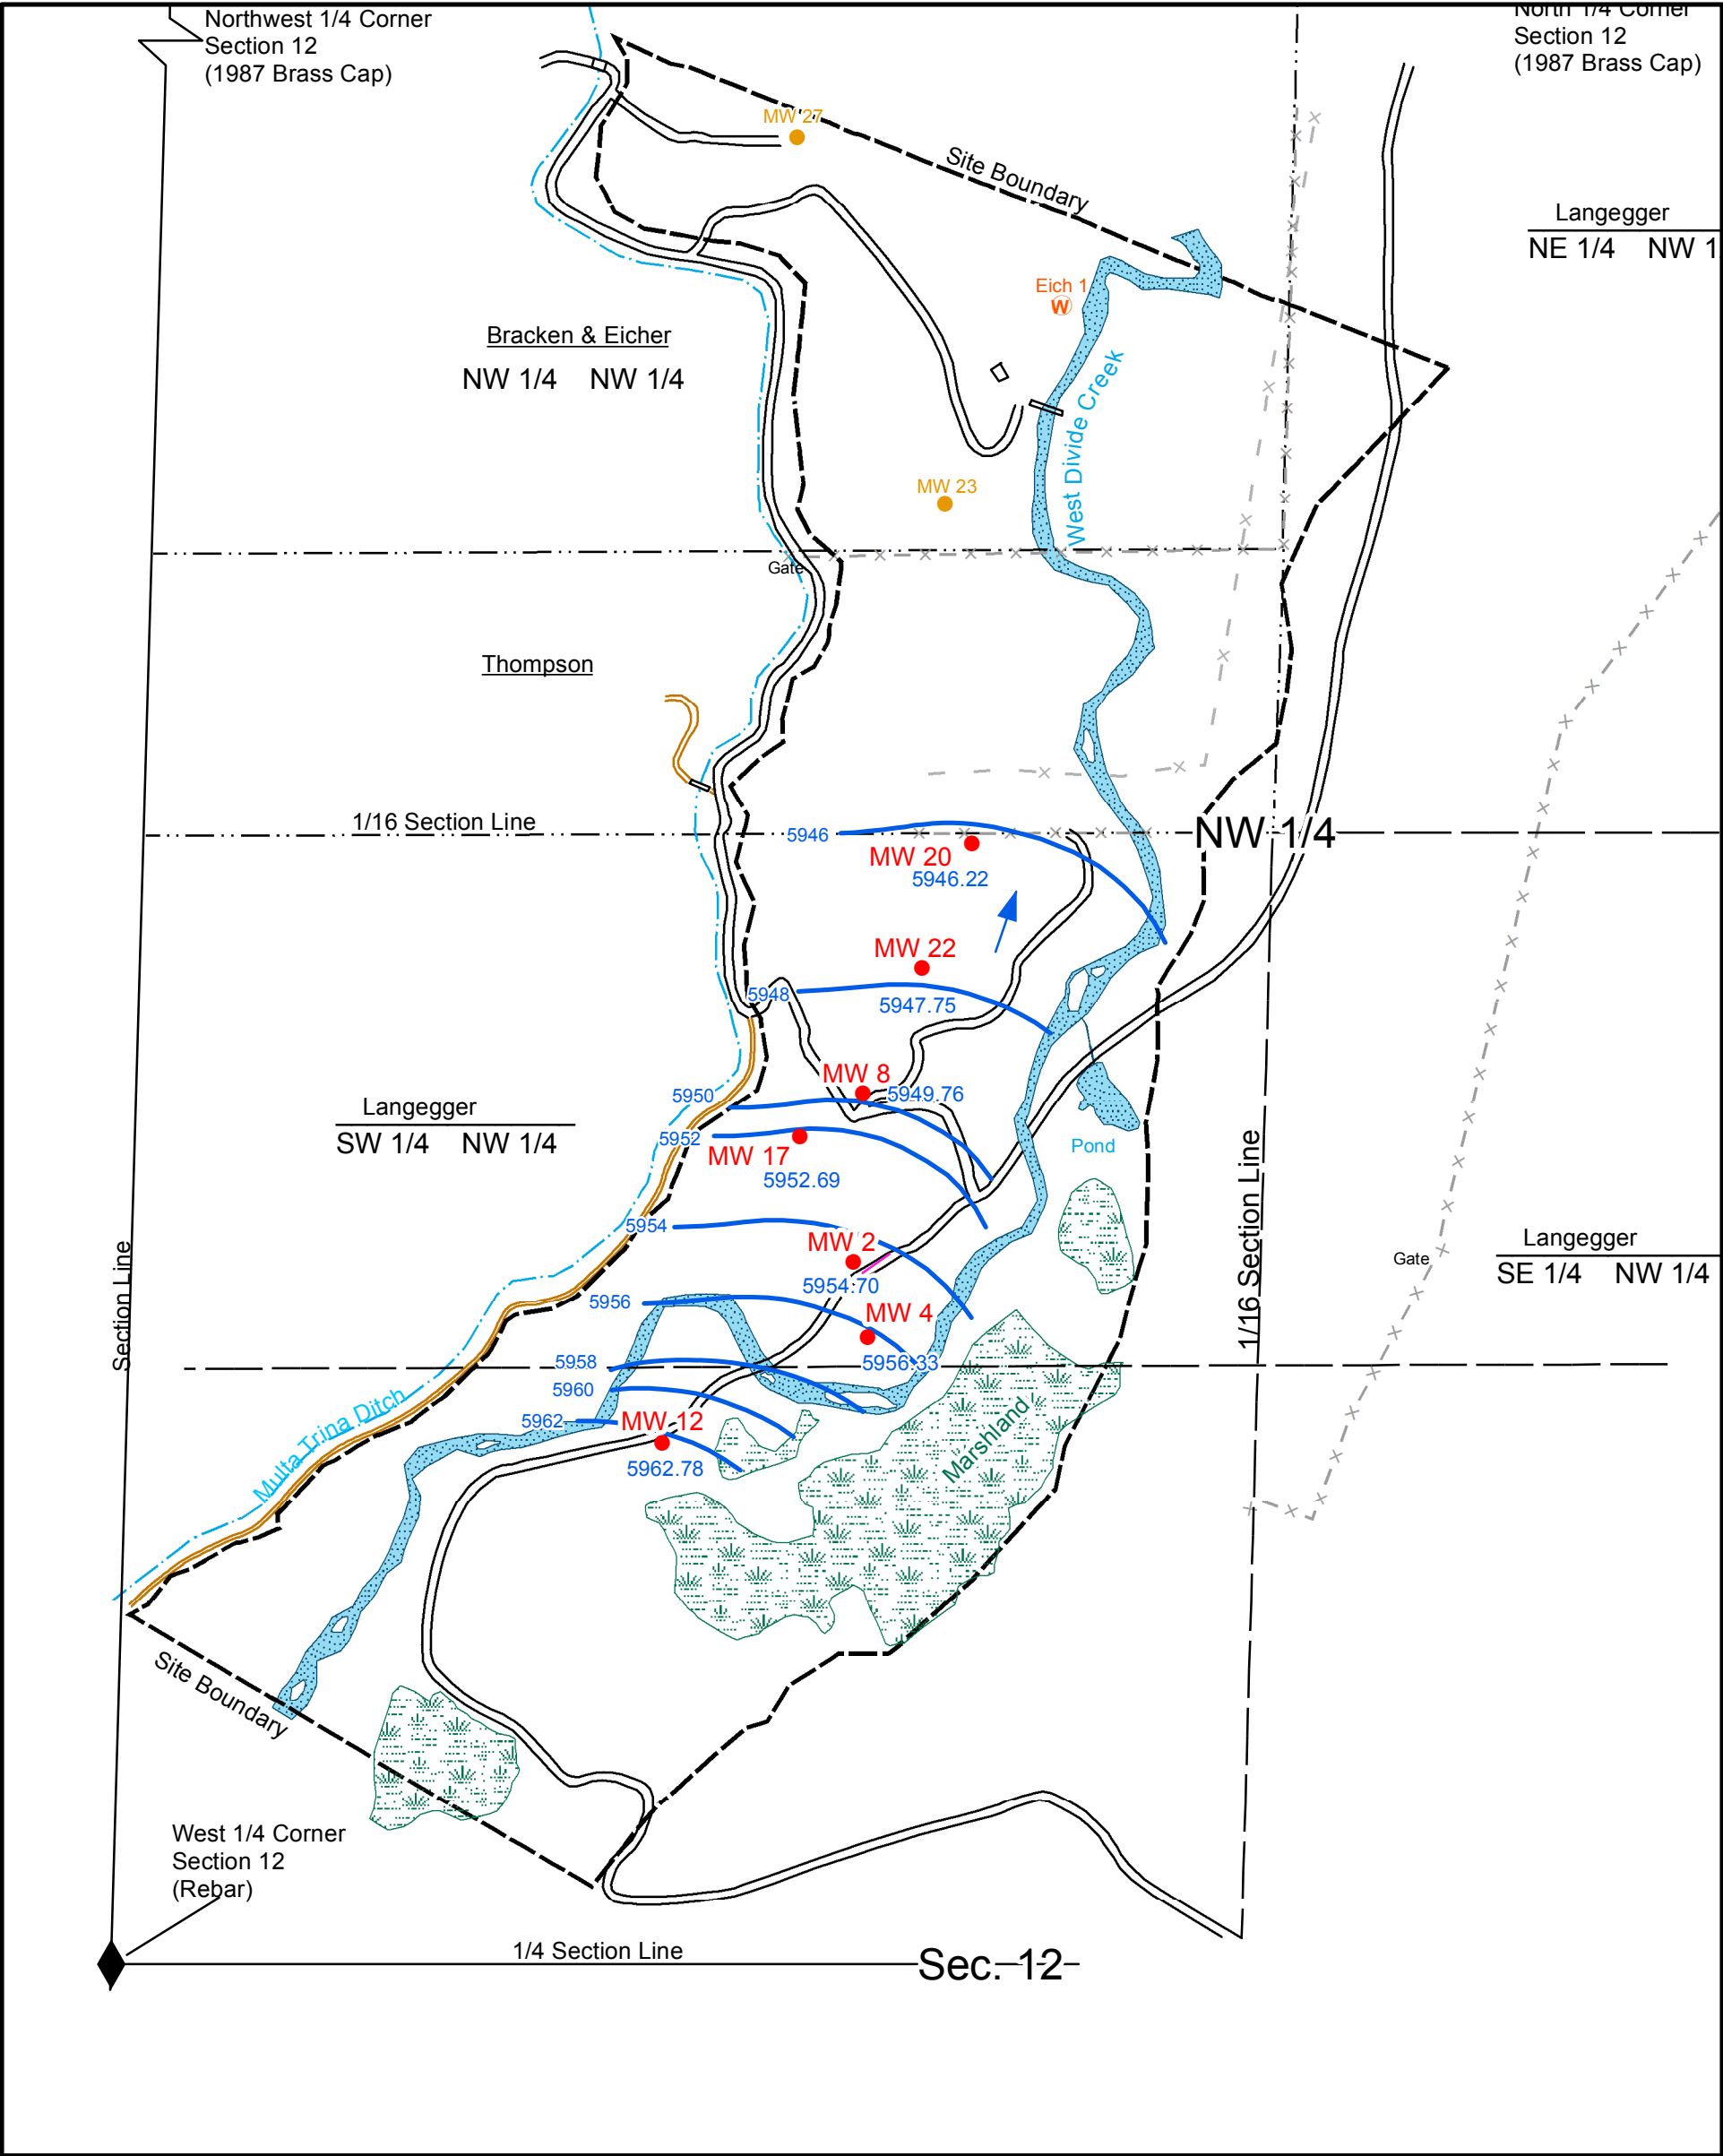 Northwest 1/4 Corner
Section 12
(1987 Brass Cap)
North 1/4 Corner
Section 12
(1987 Brass Cap)
MW 27
Site Boundary
Langegger
NE 1/4 NW 1
Eich 1
W
Bracken & Eicher
NW 1/4 NW 1/4
West Divide Creek
MW 23
Gate
Thompson
1/16 Section Line
5946
NW 1/4
MW 20
5946.22
MW 22
5948
5947.75
MW 8
5950
5949.76
Langegger
SW 1/4 NW 1/4
5952
MW 17
5952.69
Pond
5954
MW 2
5954.70
Section Line
1/16 Section Line
Gate
Langegger
SE 1/4 NW 1/4
5956
MW 4
5956.33
5958
5960
5962
MW 12
5962.78
Multa Trina Ditch
Marshland
Site Boundary
West 1/4 Corner
Section 12
(Rebar)
1/4 Section Line
Sec. 12